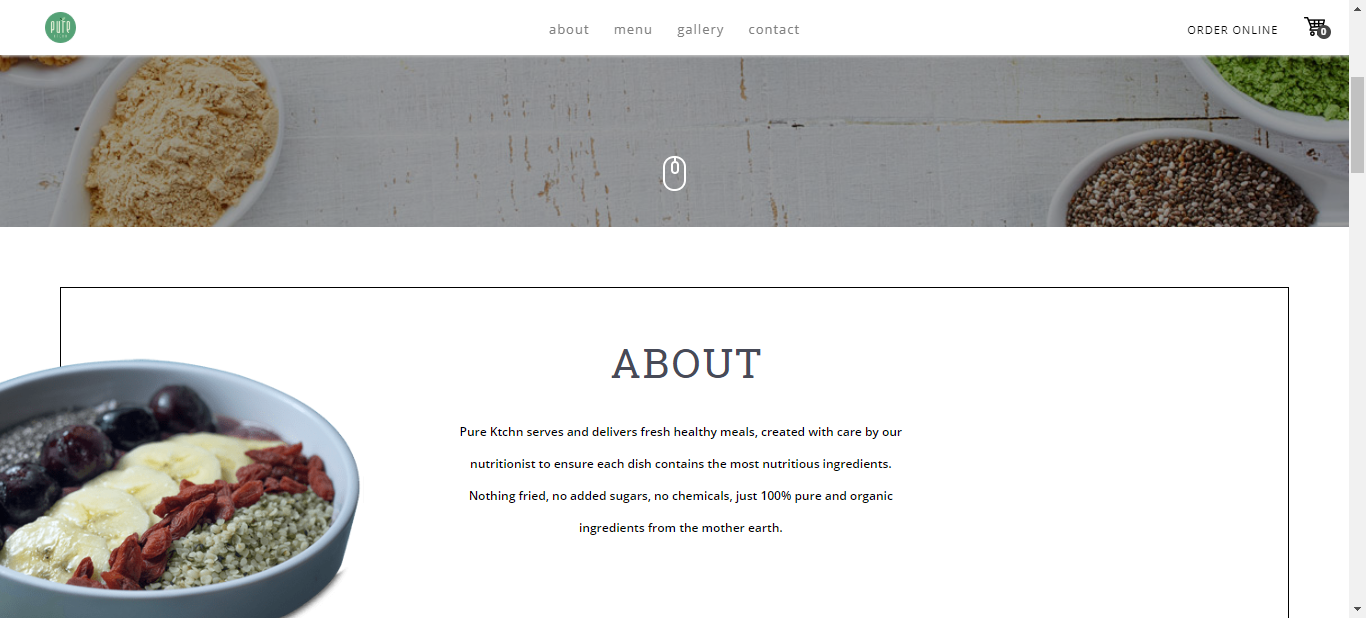 pure
about menu gallery contact
ORDER ONLINE
0
ABOUT
Pure Ktchn serves and delivers fresh healthy meals, created with care by our
nutritionist to ensure each dish contains the most nutritious ingredients.
Nothing fried, no added sugars, no chemicals, just 100% pure and organic
ingredients from the mother earth.